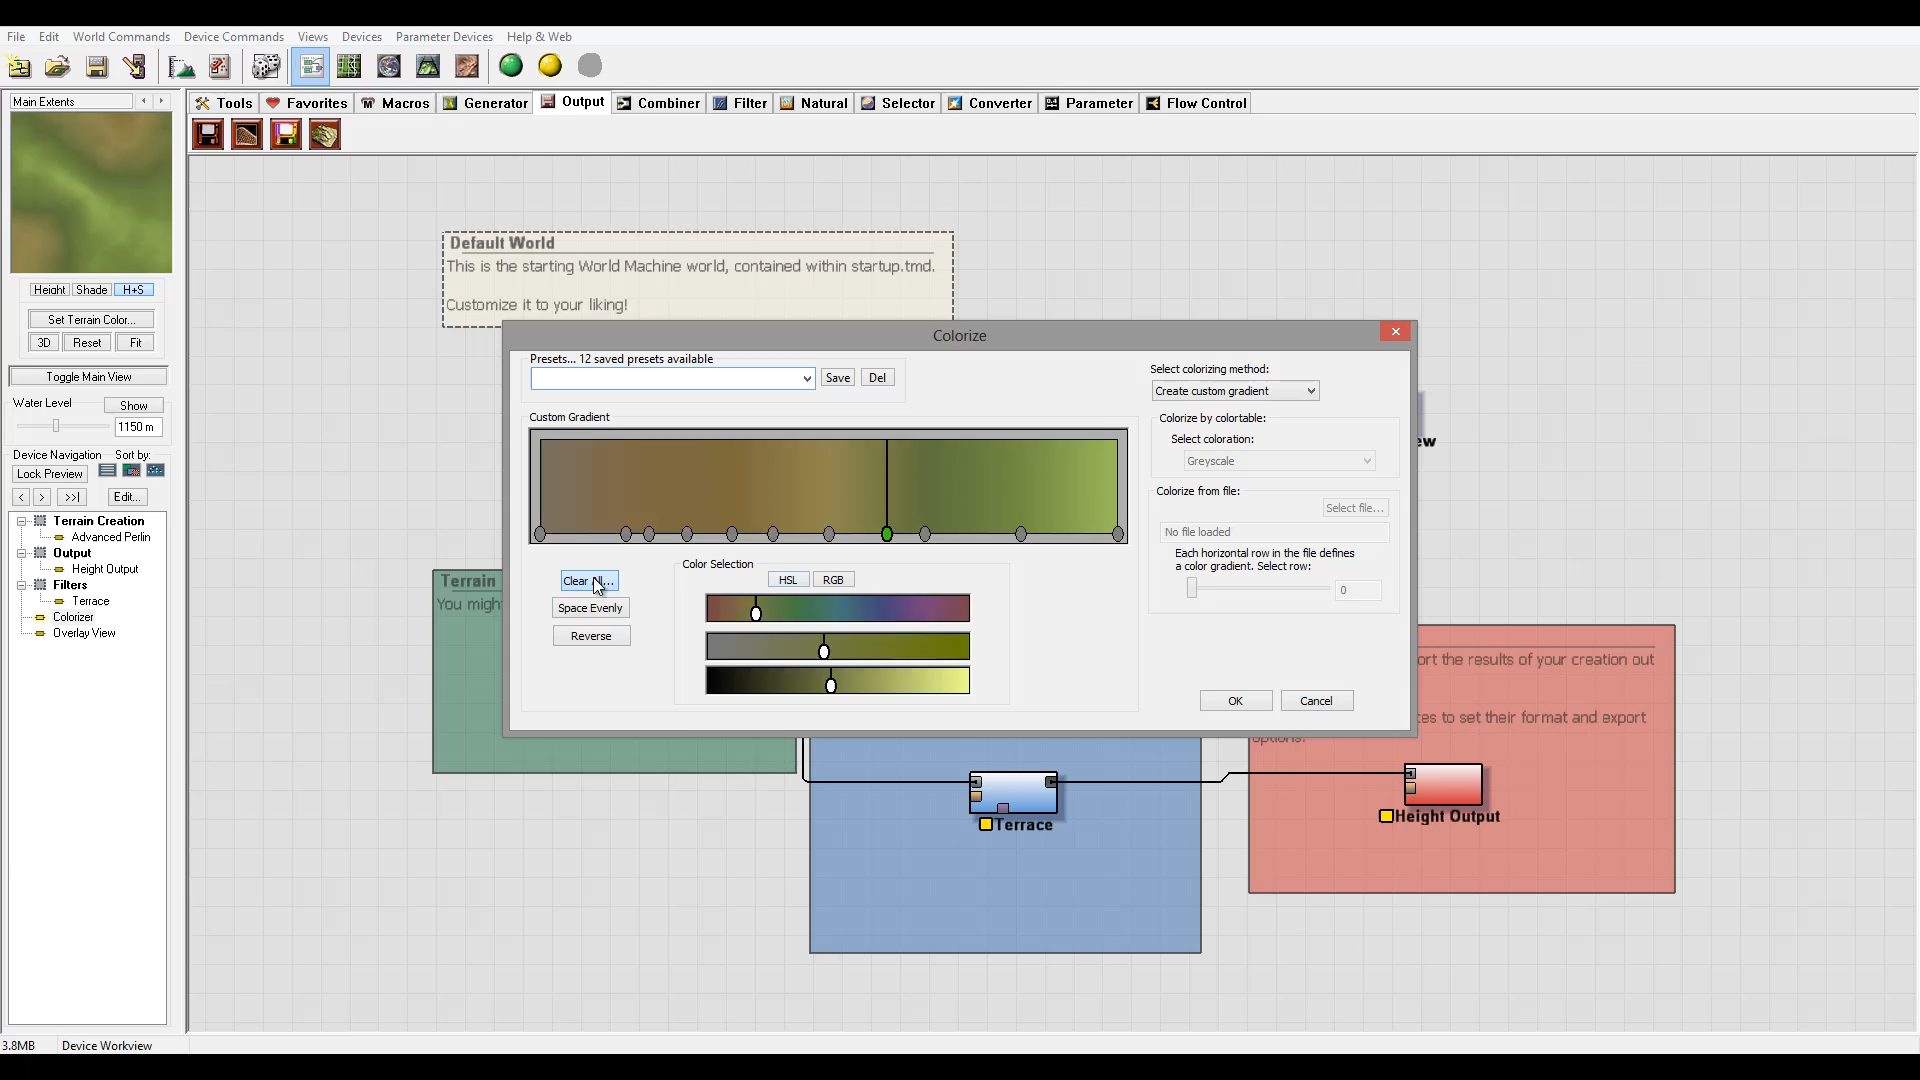 File Edit World Commands Device Commands Views Devices Parameter Devices Help & Web
Main Extents
Tools Favorites Macros Generator Output Combiner Filter Natural Selector Converter Parameter Flow Control
Height Shade H+S
Set Terrain Color...
3D Reset Fit
Toggle Main View
Water Level Show
1150 m
Device Navigation Sort by:
Lock Preview
< > >>| Edit...
Terrain Creation
Advanced Perlin
Output
Height Output
Filters
Terrace
Colorizer
Overlay View
3.8MB Device Workview
Default World
This is the starting World Machine world, contained within startup.tmd.
Customize it to your liking!
Colorize
Presets... 12 saved presets available
Save Del
Custom Gradient
Clear
Space Evenly
Reverse
Color Selection
HSL RGB
Select colorizing method:
Create custom gradient
Colorize by colortable:
Select coloration:
Greyscale
Colorize from file:
Select file...
No file loaded
Each horizontal row in the file defines
a color gradient. Select row:
0
OK Cancel
Terrain
You
ort the results of your creation out
to set their format and export
options.
Terrace
Height Output